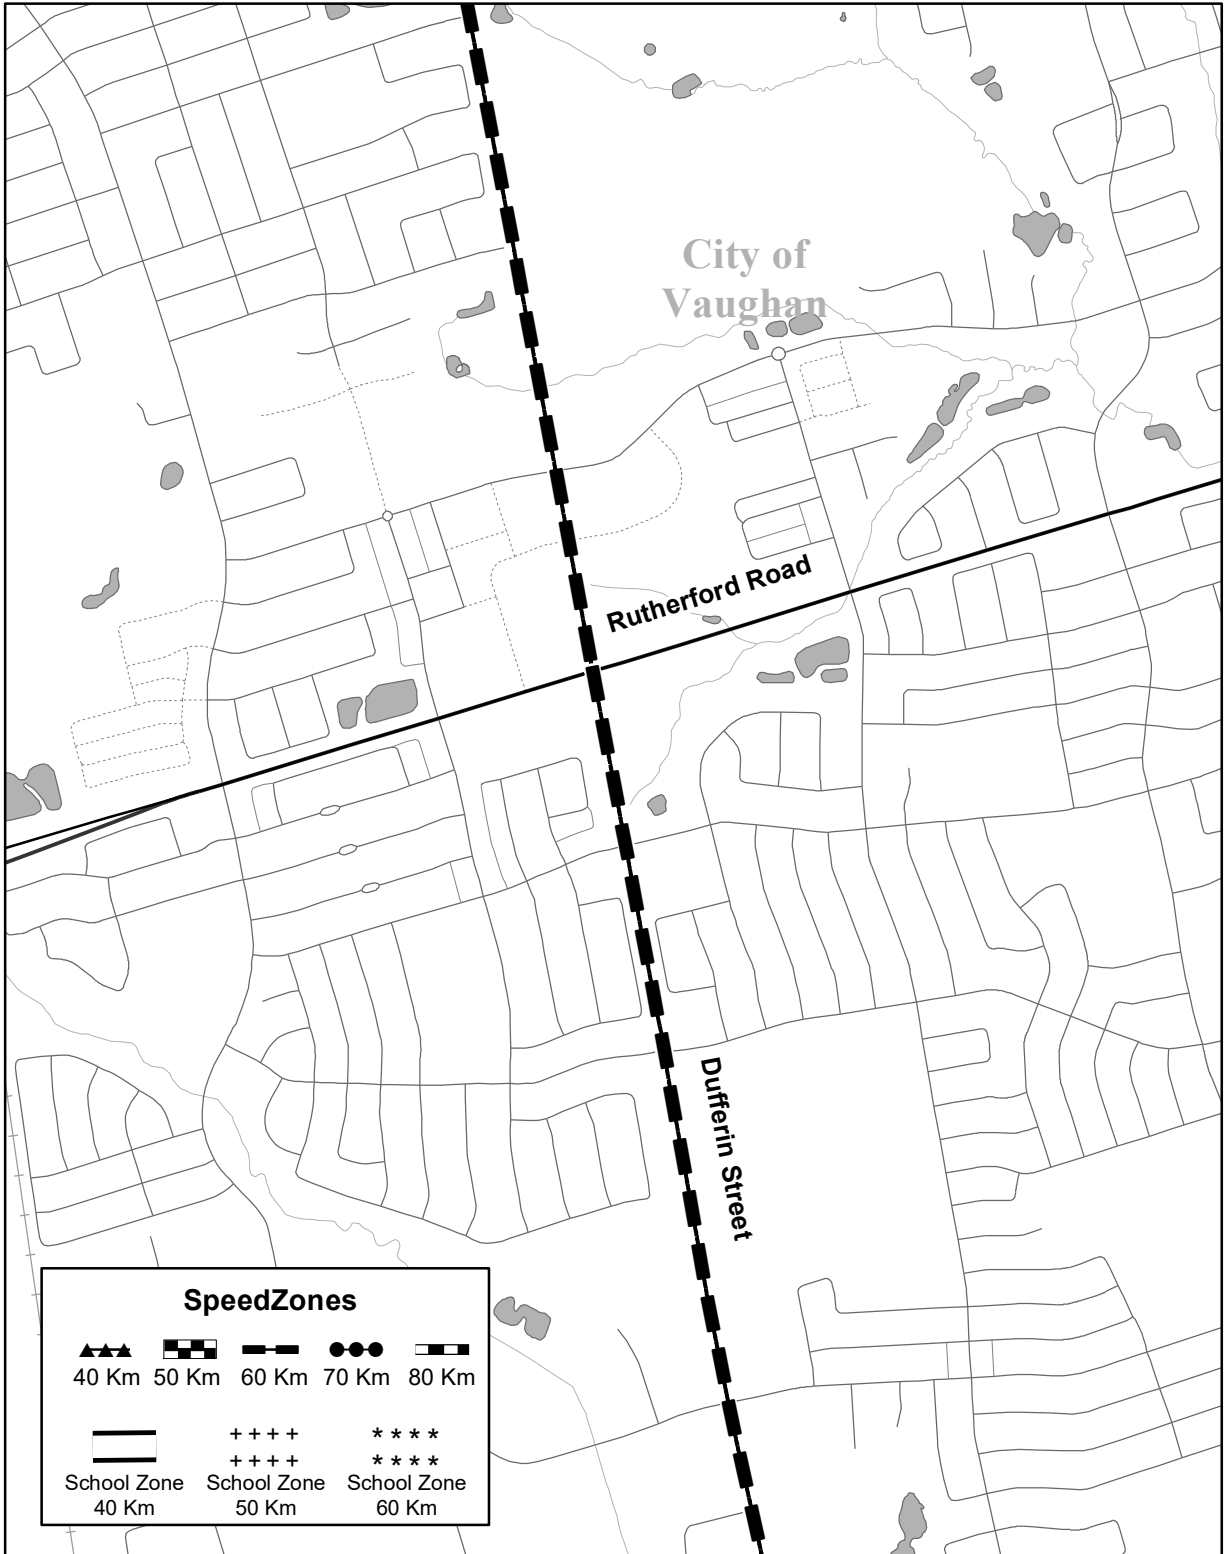 City of
Vaughan
Rutherford Road
Dufferin Street
SpeedZones
40 Km 50 Km 60 Km 70 Km 80 Km
++++ ****
++++ ****
School Zone School Zone School Zone
40 Km 50 Km 60 Km